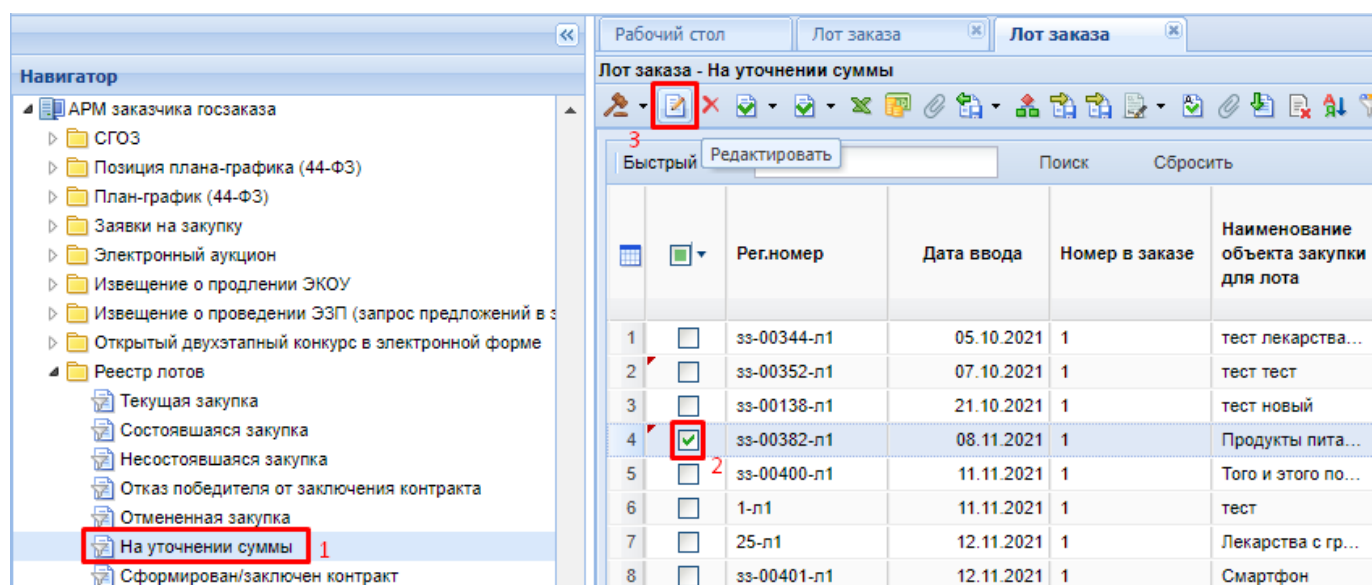 Рабочий стол Лот заказа Лот заказа
Навигатор
Лот заказа - На уточнении суммы
АРМ заказчика госзаказа
СГОЗ
Позиция плана-графика (44-ФЗ)
План-график (44-ФЗ)
Заявки на закупку
Электронный аукцион
Извещение о продлении ЭКОУ
Извещение о проведении ЭЗП (запрос предложений в э
Открытый двухэтапный конкурс в электронной форме
Реестр лотов
Текущая закупка
Состоявшаяся закупка
Несостоявшаяся закупка
Отказ победителя от заключения контракта
Отмененная закупка
На уточнении суммы 1
Сформирован/заключен контракт
3
Быстрый Редактировать Поиск Сбросить
Рег.номер Дата ввода Номер в заказе Наименование объекта закупки для лота
1 зз-00344-л1 05.10.2021 1 тест лекарства...
2 зз-00352-л1 07.10.2021 1 тест тест
3 зз-00138-л1 21.10.2021 1 тест новый
4 зз-00382-л1 08.11.2021 1 Продукты пита...
2
5 зз-00400-л1 11.11.2021 1 Того и этого по...
6 1-л1 11.11.2021 1 тест
7 25-л1 12.11.2021 1 Лекарства с гр...
8 зз-00401-л1 12.11.2021 1 Смартфон